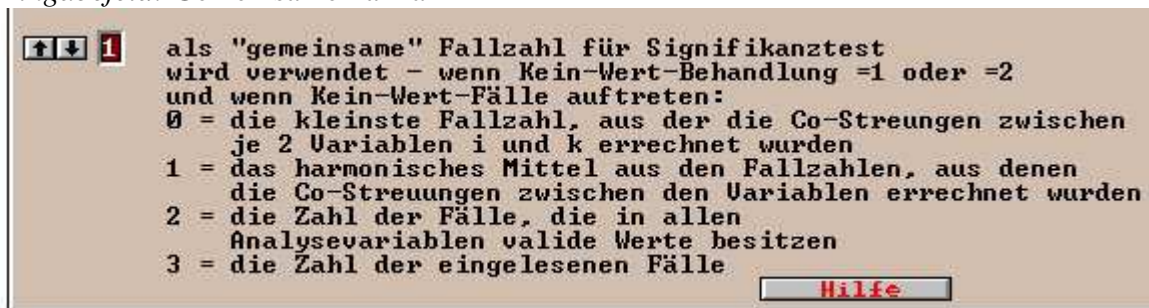 1 als "gemeinsame" Fallzahl für Signifikanztest
wird verwendet - wenn Kein-Wert-Behandlung =1 oder =2
und wenn Kein-Wert-Fälle auftreten:
0 = die kleinste Fallzahl, aus der die Co-Streungen zwischen
je 2 Variablen i und k errechnet wurden
1 = das harmonisches Mittel aus den Fallzahlen, aus denen
die Co-Streuungen zwischen den Variablen errechnet wurden
2 = die Zahl der Fälle, die in allen
Analysevariablen valide Werte besitzen
3 = die Zahl der eingelesenen Fälle
Hilfe